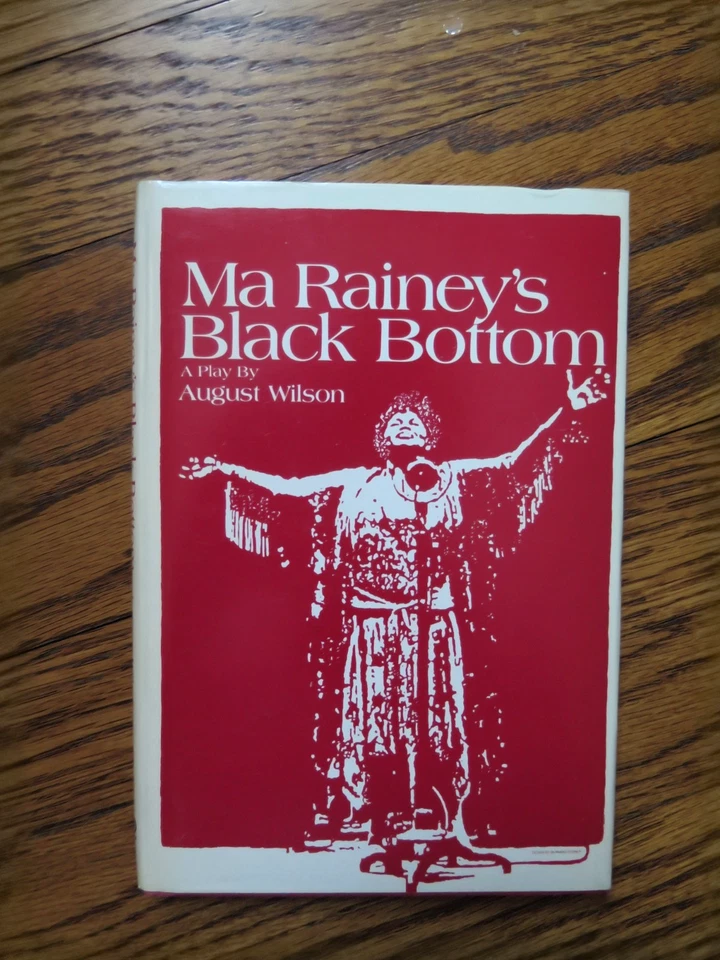 Ma Rainey's
Black Bottom
A Play By
August Wilson